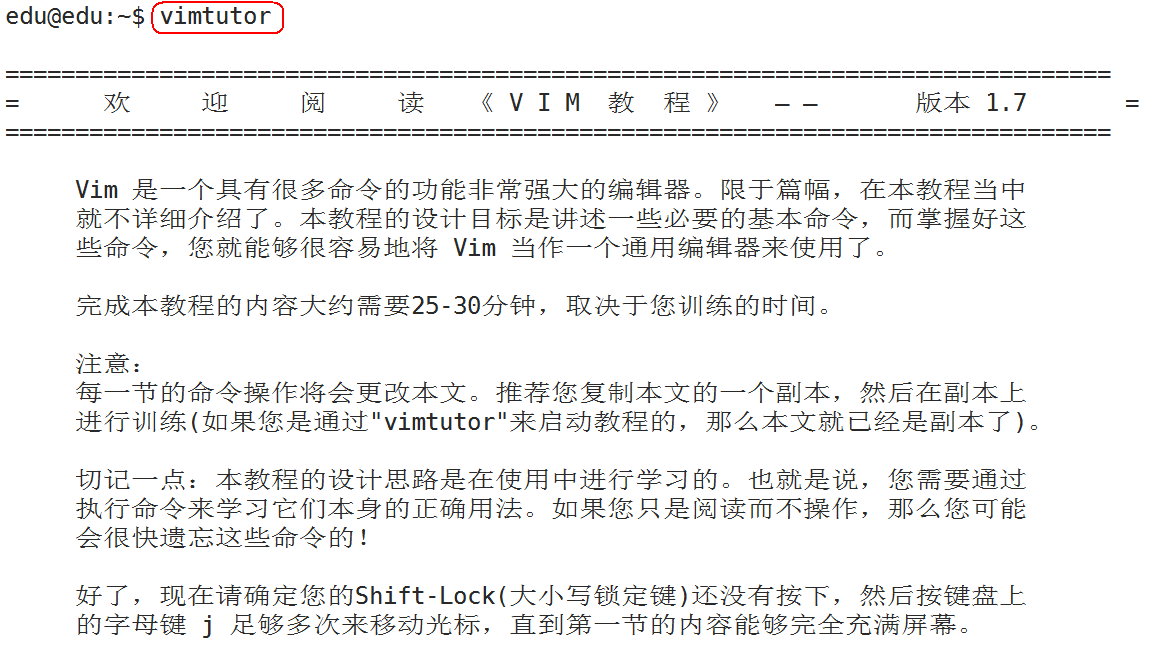 edu@edu:~$ vimtutor
===============================================================================
=      欢     迎     阅     读   《 V I M  教  程 》   — —      版本 1.7       =
===============================================================================
Vim 是一个具有很多命令的功能非常强大的编辑器。限于篇幅，在本教程当中
就不详细介绍了。本教程的设计目标是讲述一些必要的基本命令，而掌握好这
些命令，您就能够很容易地将 Vim 当作一个通用编辑器来使用了。
完成本教程的内容大约需要25-30分钟，取决于您训练的时间。
注意：
每一节的命令操作将会更改本文。推荐您复制本文的一个副本，然后在副本上
进行训练(如果您是通过"vimtutor"来启动教程的，那么本文就已经是副本了)。
切记一点：本教程的设计思路是在使用中进行学习的。也就是说，您需要通过
执行命令来学习它们本身的正确用法。如果您只是阅读而不操作，那么您可能
会很快遗忘这些命令的！
好了，现在请确定您的Shift-Lock(大小写锁定键)还没有按下，然后按键盘上
的字母键 j 足够多次来移动光标，直到第一节的内容能够完全充满屏幕。